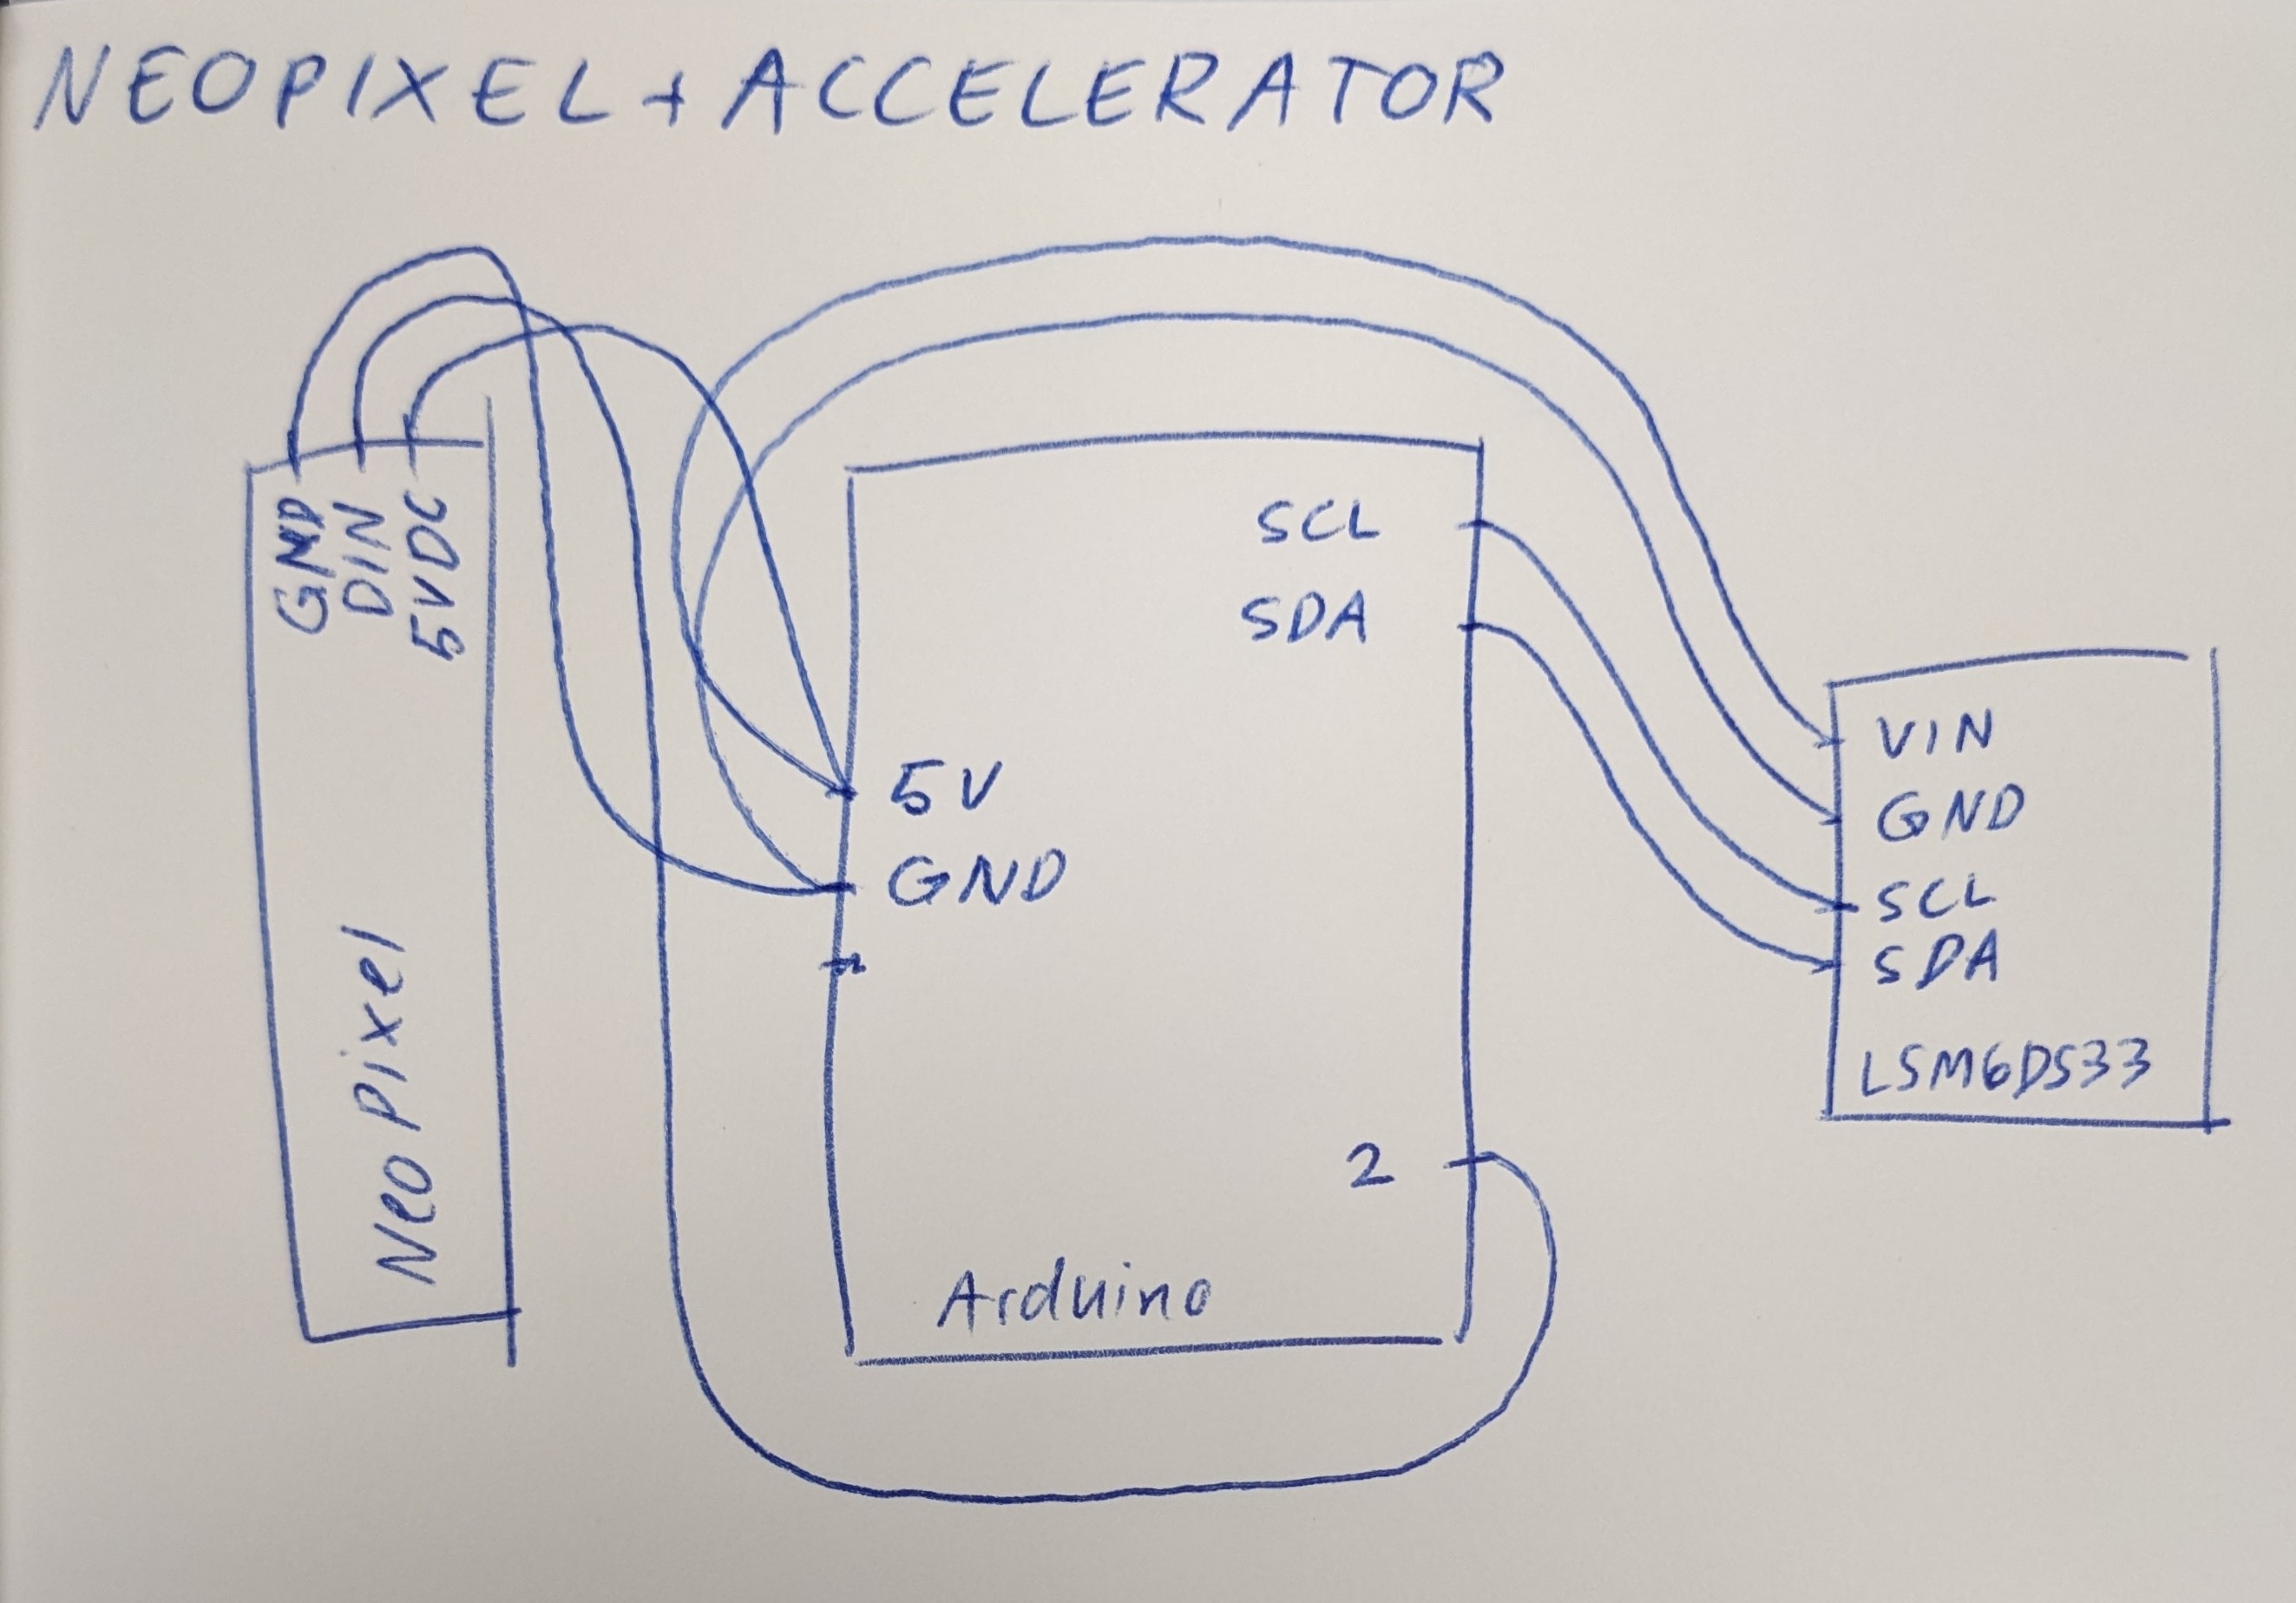 NEOPIXEL + ACCELERATOR
GND
DIN
5VDC
NeoPixel
SCL
SDA
5V
GND
2
Arduino
VIN
GND
SCL
SDA
LSM6DS33